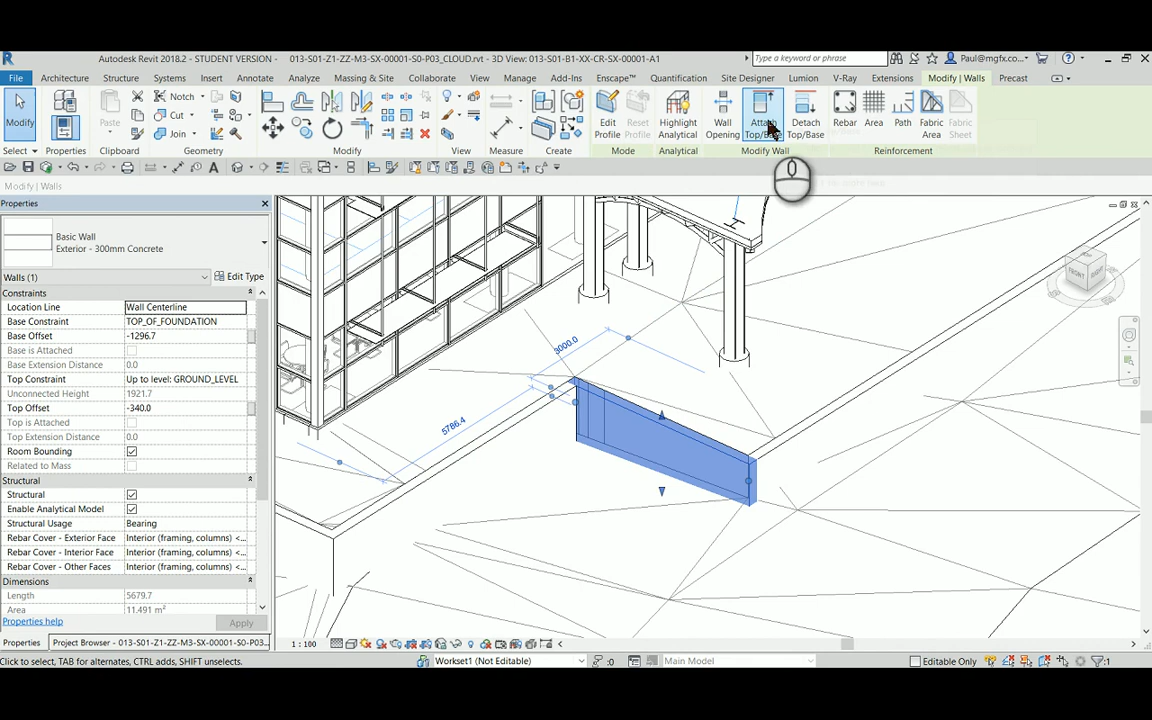 Autodesk Revit 2018.2 - STUDENT VERSION - 013-S01-Z1-ZZ-M3-SX-00001-S0-P03_CLOUD.rvt - 3D View: 013-S01-B1-XX-CR-SX-00001-A1
Type a keyword or phrase
Paul@mgfx.co...
File Architecture Structure Systems Insert Annotate Analyze Massing & Site Collaborate View Manage Add-Ins Enscape™ Quantification Site Designer Lumion V-Ray Extensions Modify | Walls Precast
Modify
Paste
Notch
Cut
Join
Edit Profile
Reset Profile
Highlight Analytical
Wall Opening
Attach Top/Base
Detach Top/Base
Rebar
Area
Path
Fabric Area
Fabric Sheet
Select Properties Geometry Modify View Measure Create Mode Analytical Modify Wall Reinforcement
Modify | Walls
Properties
Basic Wall
Exterior - 300mm Concrete
Walls (1) Edit Type
Constraints
Location Line Wall Centerline
Base Constraint TOP_OF_FOUNDATION
Base Offset -1296.7
Base is Attached
Base Extension Distance 0.0
Top Constraint Up to level: GROUND_LEVEL
Unconnected Height 1921.7
Top Offset -340.0
Top is Attached
Top Extension Distance 0.0
Room Bounding
Related to Mass
Structural
Structural
Enable Analytical Model
Structural Usage Bearing
Rebar Cover - Exterior Face Interior (framing, columns) <..
Rebar Cover - Interior Face Interior (framing, columns) <..
Rebar Cover - Other Faces Interior (framing, columns) <..
Dimensions
Length 5679.7
Area 11.491 m²
Properties help Apply
Properties Project Browser - 013-S01-Z1-ZZ-M3-SX-00001-S0-P03...
3000.0
5786.4
FRONT
RIGHT
1 : 100
Click to select, TAB for alternates, CTRL adds, SHIFT unselects.
Workset1 (Not Editable)
:0
Main Model
Editable Only
:1